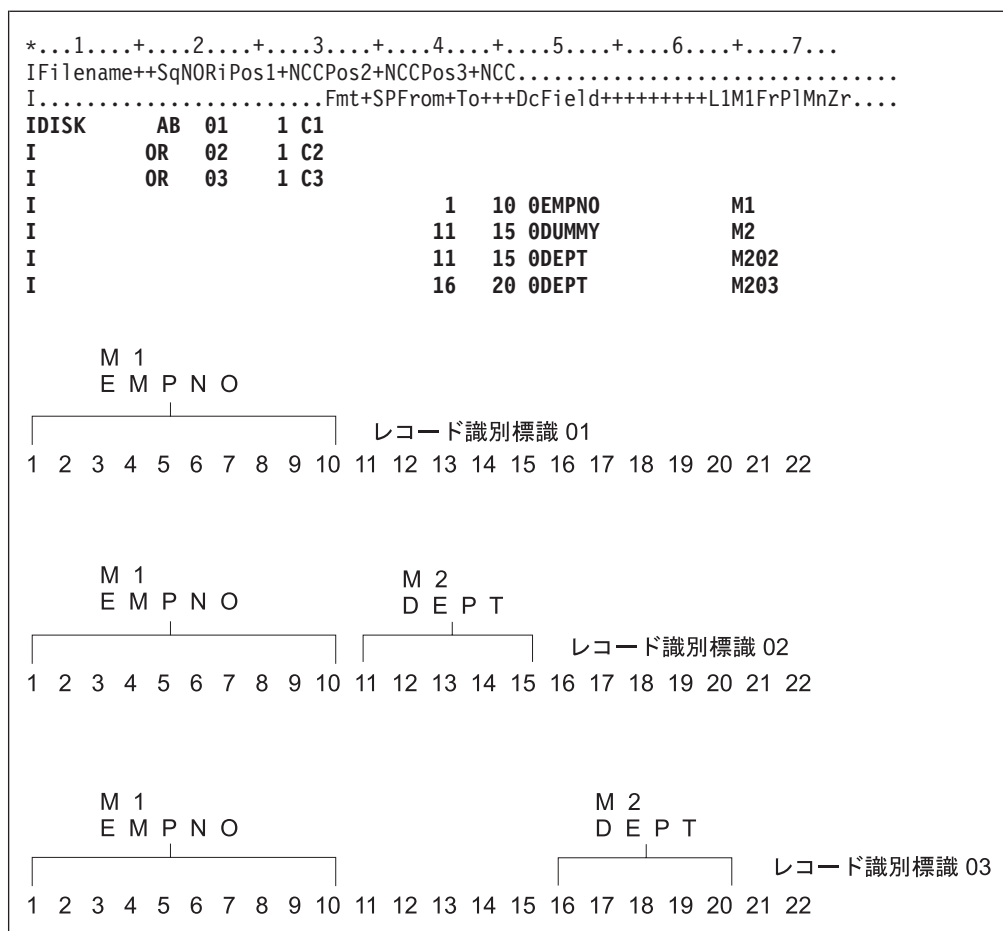 *...1....+....2....+....3....+....4....+....5....+....6....+....7...
IFilename++SqNORiPos1+NCCPos2+NCCPos3+NCC................................
I........................Fmt+SPFrom+To+++DcField+++++++++L1M1FrPlMnZr....
IDISK      AB  01    1 C1
I         OR   02    1 C2
I         OR   03    1 C3
I                                  1   10 0EMPNO           M1
I                                 11   15 0DUMMY           M2
I                                 11   15 0DEPT            M202
I                                 16   20 0DEPT            M203
M 1
E M P N O
レコード識別標識 01
1 2 3 4 5 6 7 8 9 10 11 12 13 14 15 16 17 18 19 20 21 22
M 1 M 2
E M P N O D E P T
レコード識別標識 02
1 2 3 4 5 6 7 8 9 10 11 12 13 14 15 16 17 18 19 20 21 22
M 1 M 2
E M P N O D E P T
レコード識別標識 03
1 2 3 4 5 6 7 8 9 10 11 12 13 14 15 16 17 18 19 20 21 22